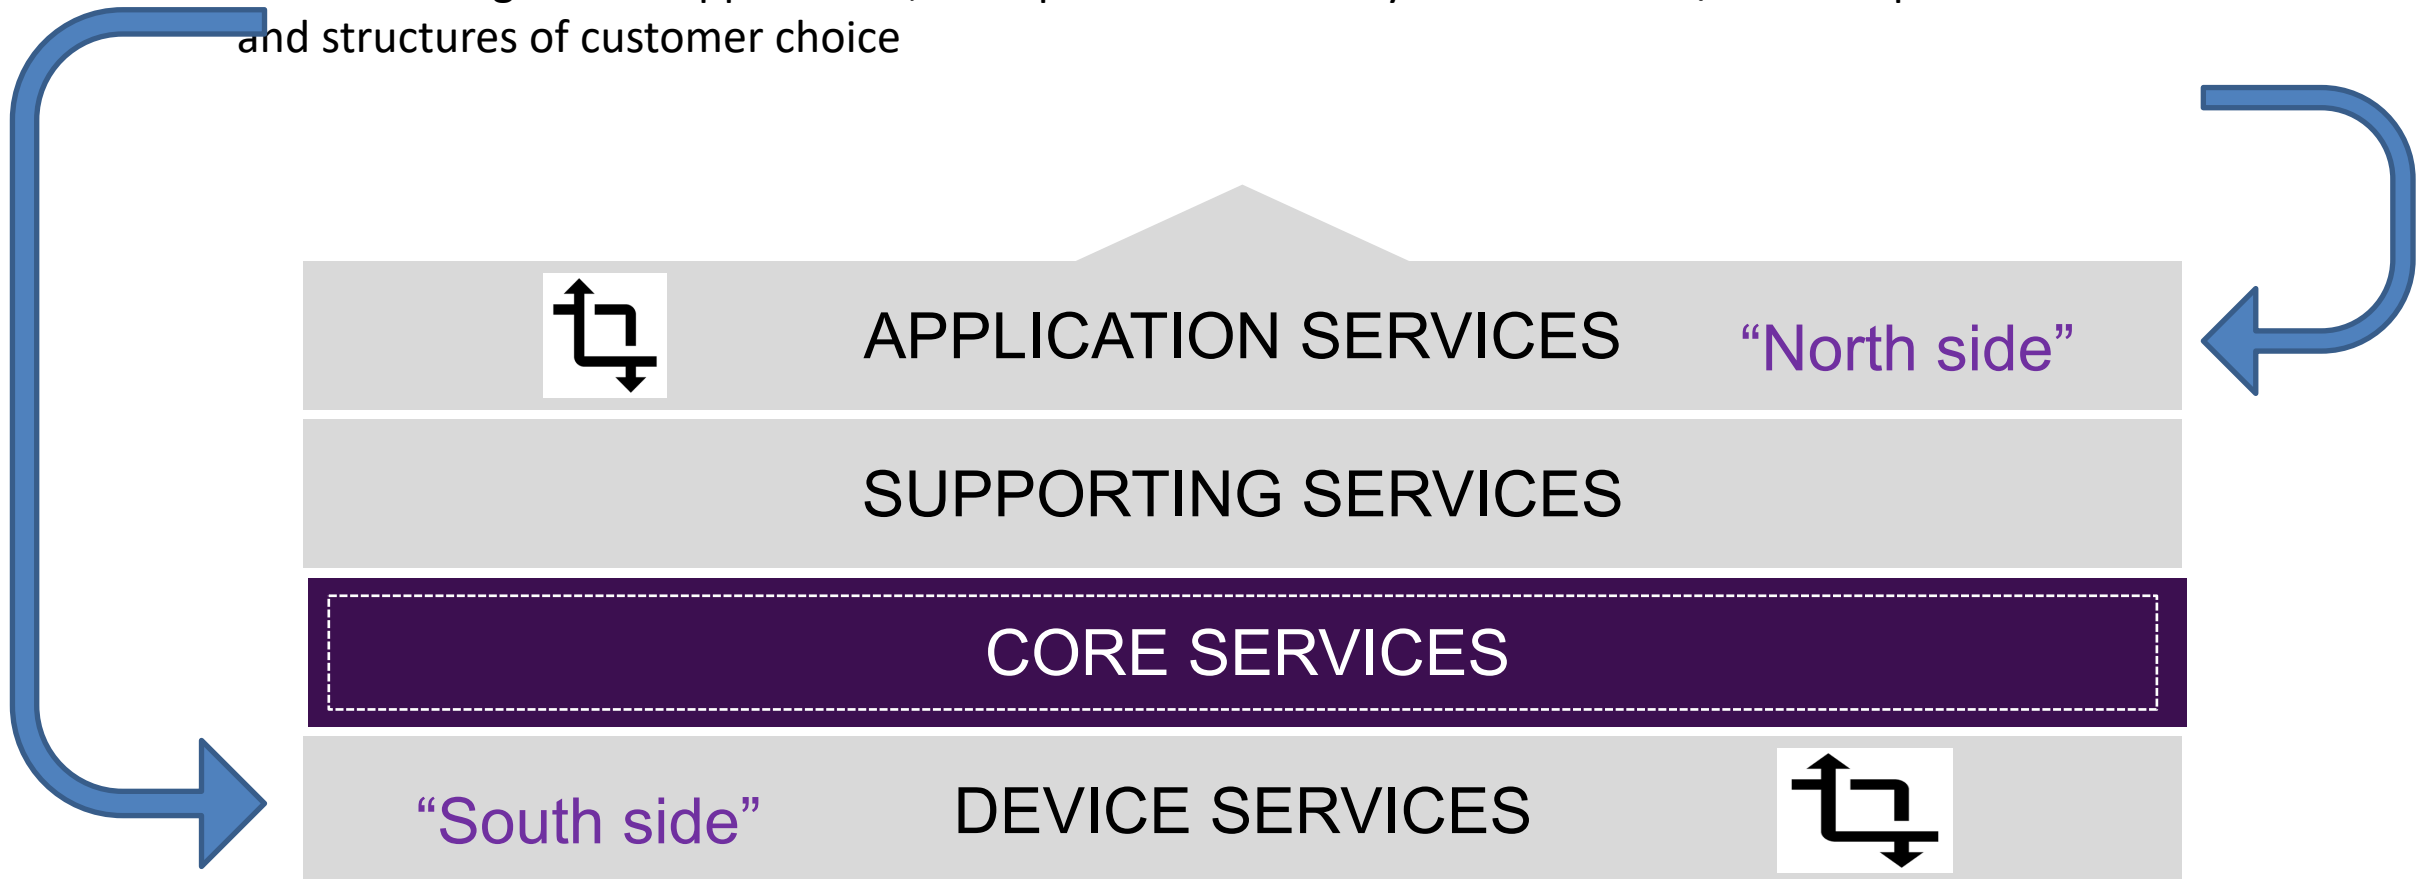 and structures of customer choice
APPLICATION SERVICES “North side”
SUPPORTING SERVICES
CORE SERVICES
“South side” DEVICE SERVICES